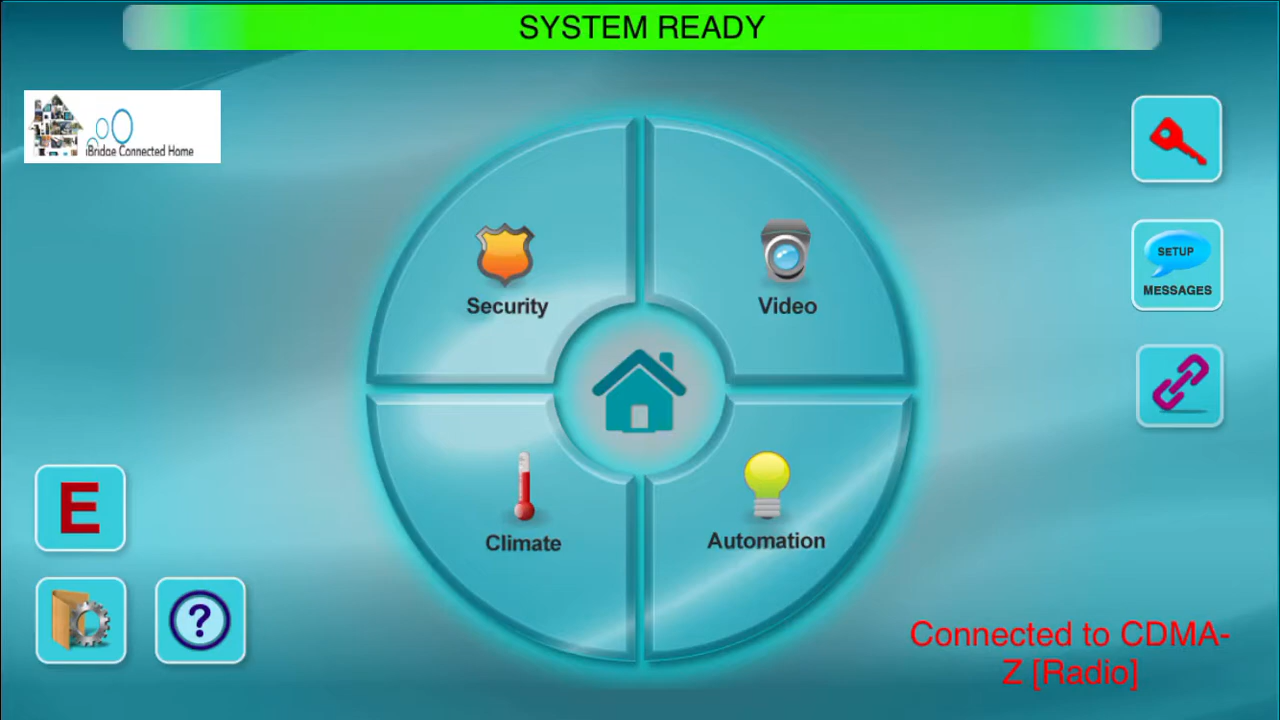 SYSTEM READY
iBridge Connected Home
SETUP
MESSAGES
Security
Video
Climate
Automation
E
?
Connected to CDMA-
Z [Radio]